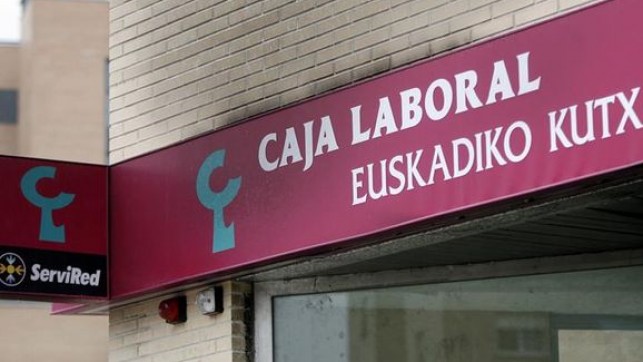 CAJA LABORAL
EUSKADIKO KUTX
ServiRed